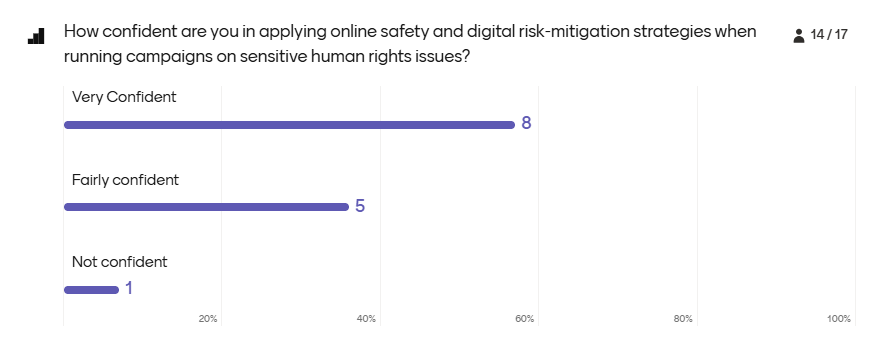 How confident are you in applying online safety and digital risk-mitigation strategies when
running campaigns on sensitive human rights issues?
14 / 17
Very Confident
8
Fairly confident
5
Not confident
1
20%
40%
60%
80%
100%